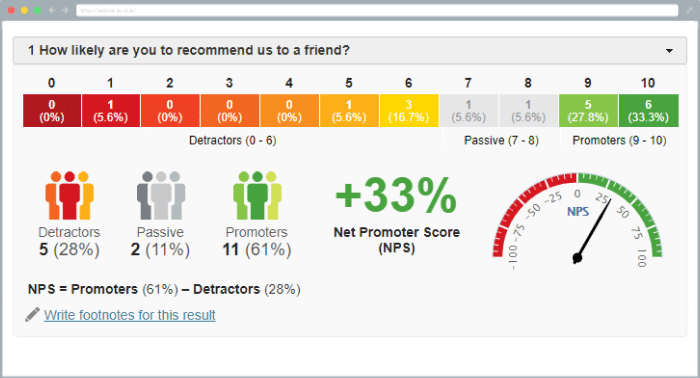 1 How likely are you to recommend us to a friend?
0 1 2 3 4 5 6 7 8 9 10
0 1 0 0 0 1 3 1 1 5 6
(0%) (5.6%) (0%) (0%) (0%) (5.6%) (16.7%) (5.6%) (5.6%) (27.8%) (33.3%)
Detractors (0 - 6) Passive (7 - 8) Promoters (9 - 10)
Detractors
5 (28%)
Passive
2 (11%)
Promoters
11 (61%)
+33%
Net Promoter Score
(NPS)
-100 -75 -50 -25 0 25 50 75 100
NPS
NPS = Promoters (61%) – Detractors (28%)
Write footnotes for this result